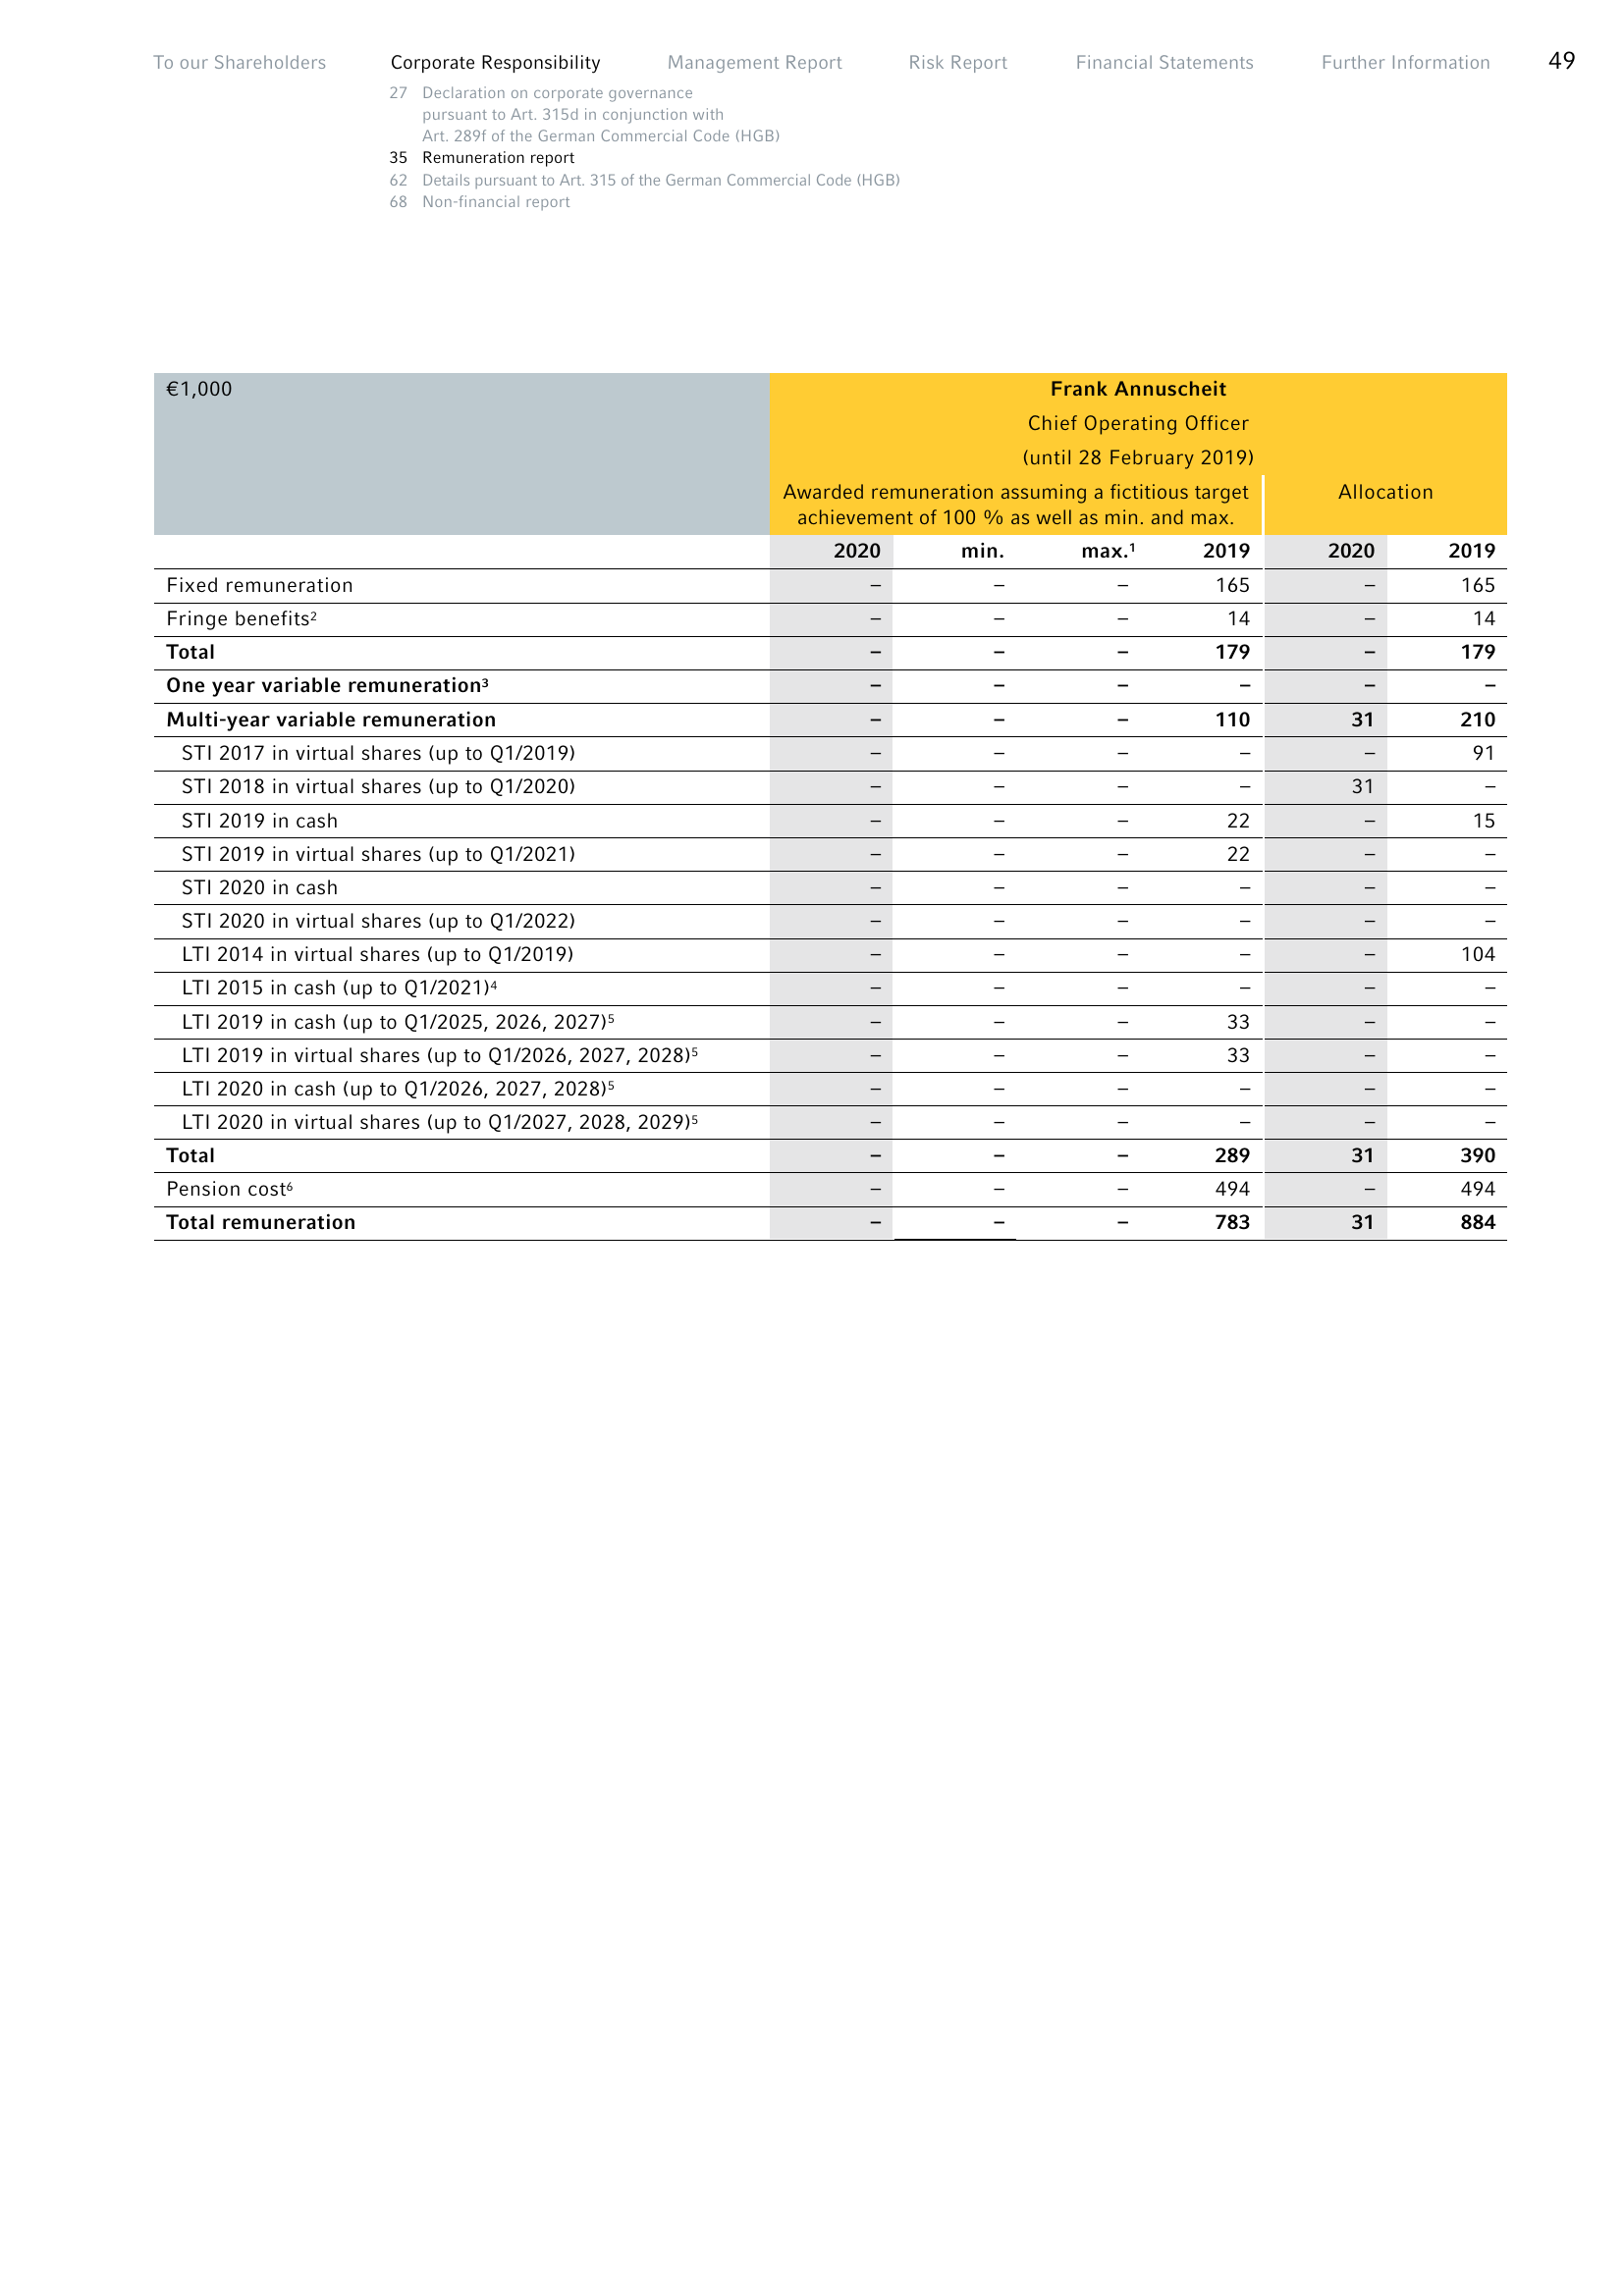 To our Shareholders Corporate Responsibility Management Report Risk Report Financial Statements Further Information 49
27 Declaration on corporate governance
pursuant to Art. 315d in conjunction with
Art. 289f of the German Commercial Code (HGB)
35 Remuneration report
62 Details pursuant to Art. 315 of the German Commercial Code (HGB)
68 Non-financial report
€1,000 Frank Annuscheit
Chief Operating Officer
(until 28 February 2019)
Awarded remuneration assuming a fictitious target Allocation
achievement of 100 % as well as min. and max.
2020 min. max.¹ 2019 2020 2019
Fixed remuneration – – – 165 – 165
Fringe benefits² – – – 14 – 14
Total – – – 179 – 179
One year variable remuneration³ – – – – – –
Multi-year variable remuneration – – – 110 31 210
STI 2017 in virtual shares (up to Q1/2019) – – – – – 91
STI 2018 in virtual shares (up to Q1/2020) – – – – 31 –
STI 2019 in cash – – – 22 – 15
STI 2019 in virtual shares (up to Q1/2021) – – – 22 – –
STI 2020 in cash – – – – – –
STI 2020 in virtual shares (up to Q1/2022) – – – – – –
LTI 2014 in virtual shares (up to Q1/2019) – – – – – 104
LTI 2015 in cash (up to Q1/2021)⁴ – – – – – –
LTI 2019 in cash (up to Q1/2025, 2026, 2027)⁵ – – – 33 – –
LTI 2019 in virtual shares (up to Q1/2026, 2027, 2028)⁵ – – – 33 – –
LTI 2020 in cash (up to Q1/2026, 2027, 2028)⁵ – – – – – –
LTI 2020 in virtual shares (up to Q1/2027, 2028, 2029)⁵ – – – – – –
Total – – – 289 31 390
Pension cost⁶ – – – 494 – 494
Total remuneration – – – 783 31 884